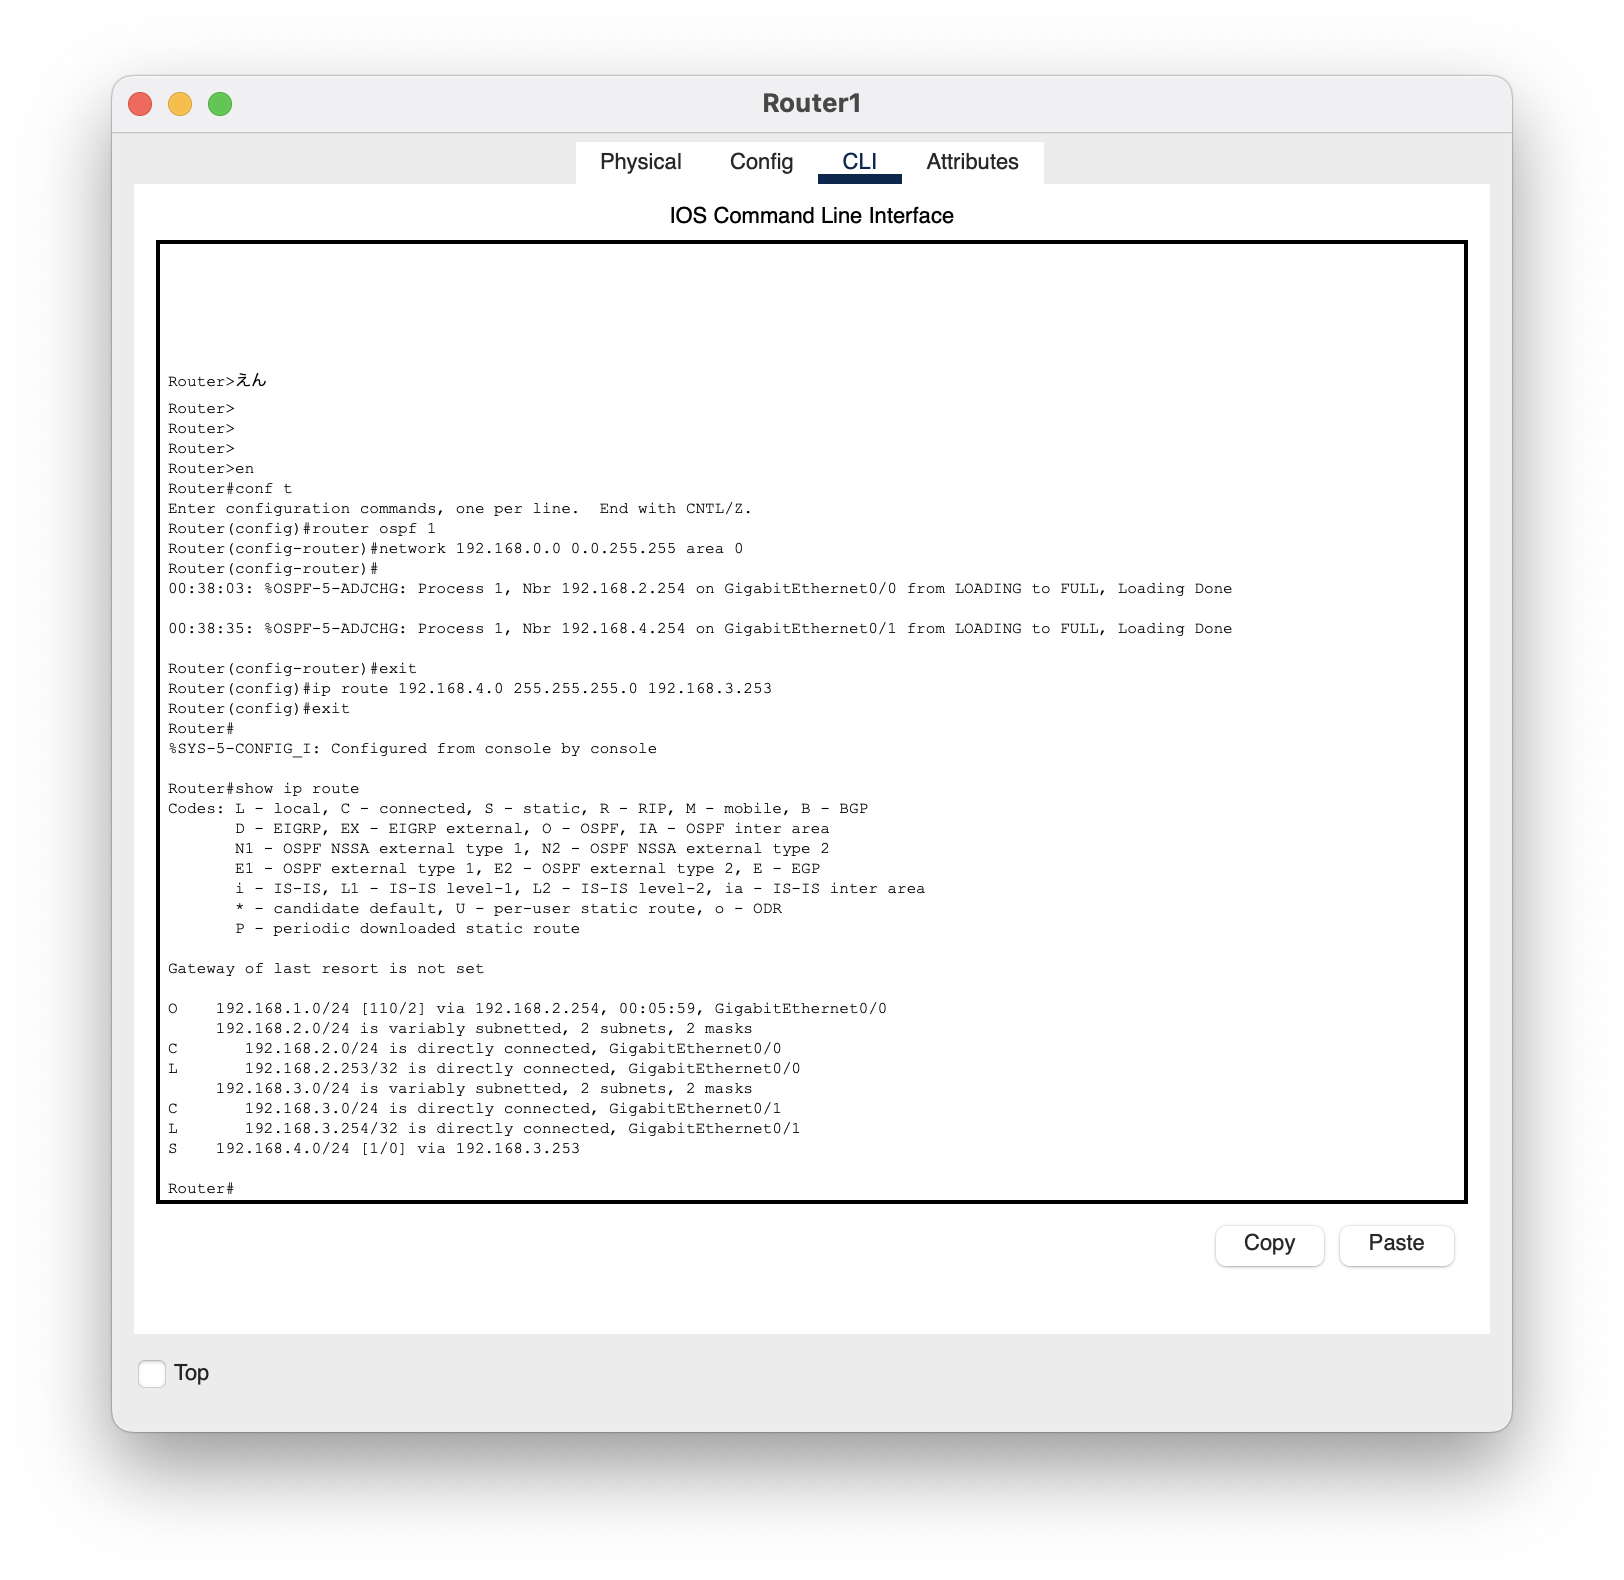 Router1
Physical Config CLI Attributes
IOS Command Line Interface
Router>えん
Router>
Router>
Router>
Router>en
Router#conf t
Enter configuration commands, one per line.  End with CNTL/Z.
Router(config)#router ospf 1
Router(config-router)#network 192.168.0.0 0.0.255.255 area 0
Router(config-router)#
00:38:03: %OSPF-5-ADJCHG: Process 1, Nbr 192.168.2.254 on GigabitEthernet0/0 from LOADING to FULL, Loading Done
00:38:35: %OSPF-5-ADJCHG: Process 1, Nbr 192.168.4.254 on GigabitEthernet0/1 from LOADING to FULL, Loading Done
Router(config-router)#exit
Router(config)#ip route 192.168.4.0 255.255.255.0 192.168.3.253
Router(config)#exit
Router#
%SYS-5-CONFIG_I: Configured from console by console
Router#show ip route
Codes: L - local, C - connected, S - static, R - RIP, M - mobile, B - BGP
       D - EIGRP, EX - EIGRP external, O - OSPF, IA - OSPF inter area
       N1 - OSPF NSSA external type 1, N2 - OSPF NSSA external type 2
       E1 - OSPF external type 1, E2 - OSPF external type 2, E - EGP
       i - IS-IS, L1 - IS-IS level-1, L2 - IS-IS level-2, ia - IS-IS inter area
       * - candidate default, U - per-user static route, o - ODR
       P - periodic downloaded static route
Gateway of last resort is not set
O    192.168.1.0/24 [110/2] via 192.168.2.254, 00:05:59, GigabitEthernet0/0
     192.168.2.0/24 is variably subnetted, 2 subnets, 2 masks
C       192.168.2.0/24 is directly connected, GigabitEthernet0/0
L       192.168.2.253/32 is directly connected, GigabitEthernet0/0
     192.168.3.0/24 is variably subnetted, 2 subnets, 2 masks
C       192.168.3.0/24 is directly connected, GigabitEthernet0/1
L       192.168.3.254/32 is directly connected, GigabitEthernet0/1
S    192.168.4.0/24 [1/0] via 192.168.3.253
Router#
Copy Paste
Top